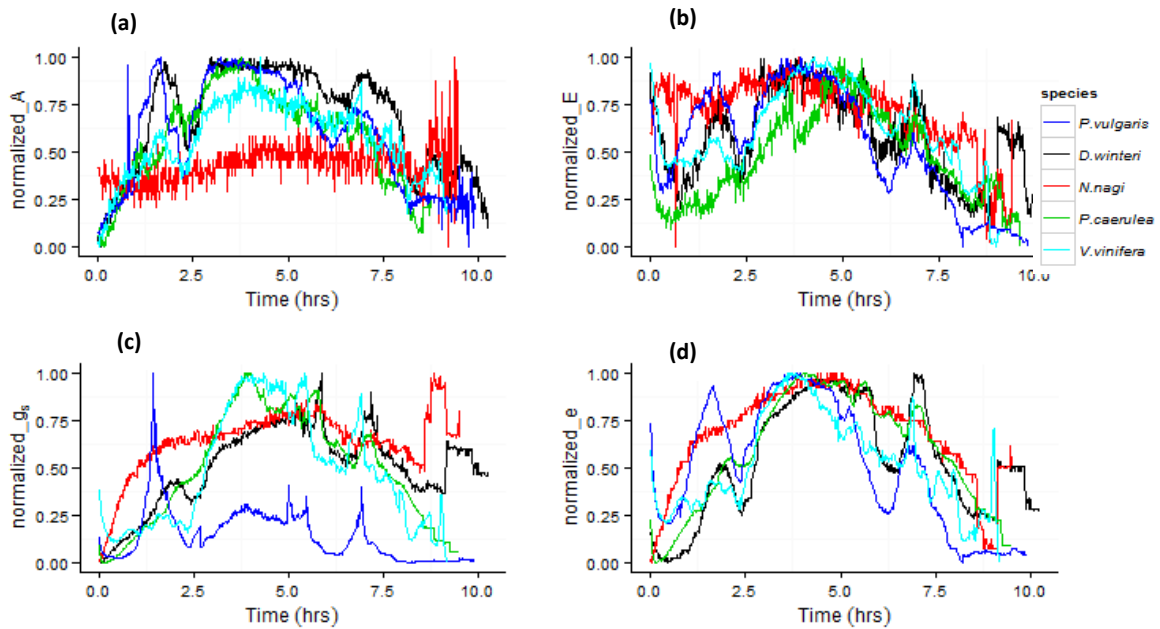 (a)
normalized_A
1.00
0.75
0.50
0.25
0.00
0.0 2.5 5.0 7.5 10.0
Time (hrs)
(b)
normalized_E
1.00
0.75
0.50
0.25
0.00
0.0 2.5 5.0 7.5 10.0
Time (hrs)
species
P.vulgaris
D.winteri
N.nagi
P.caerulea
V.vinifera
(c)
normalized_gs
1.00
0.75
0.50
0.25
0.00
0.0 2.5 5.0 7.5 10.0
Time (hrs)
(d)
normalized_e
1.00
0.75
0.50
0.25
0.00
0.0 2.5 5.0 7.5 10.0
Time (hrs)